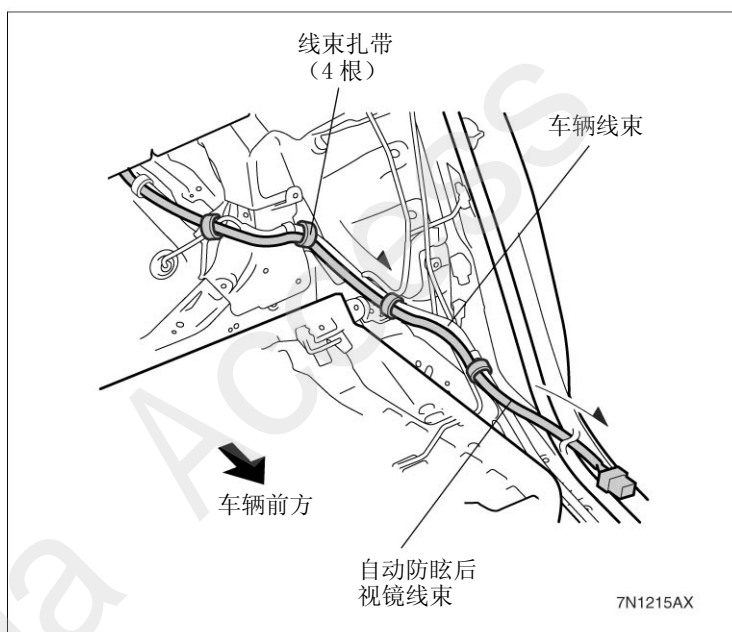 线束扎带
（4 根）
车辆线束
车辆前方
自动防眩后
视镜线束
7N1215AX
a Access